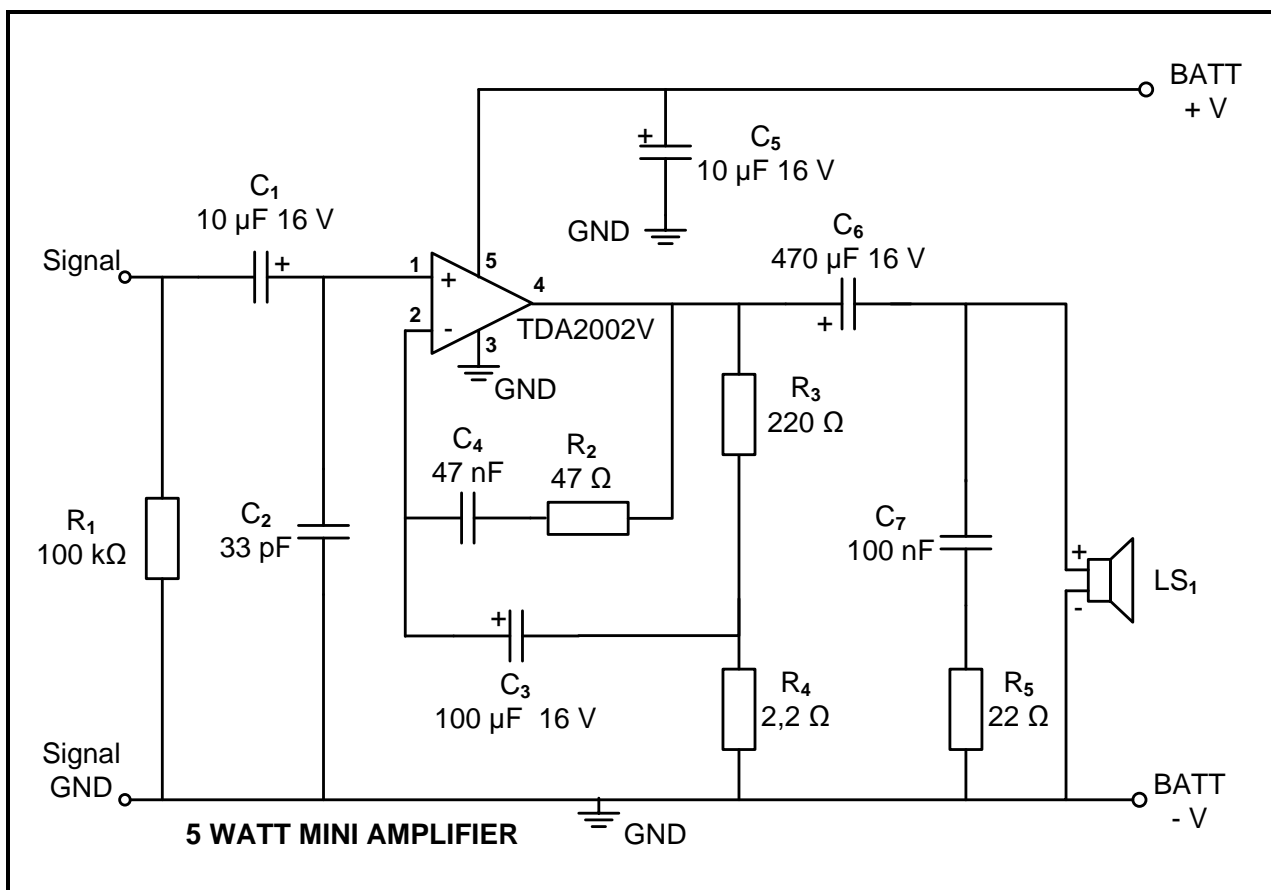 BATT
+ V
+
C₅
10 µF 16 V
GND
C₁
10 µF 16 V
+
Signal
1
+
5
4
2
-
3
TDA2002V
GND
C₆
470 µF 16 V
+
R₃
220 Ω
C₄
47 nF
R₂
47 Ω
R₁
100 kΩ
C₂
33 pF
C₇
100 nF
+
-
LS₁
+
C₃
100 µF 16 V
R₄
2,2 Ω
R₅
22 Ω
Signal
GND
BATT
- V
GND
5 WATT MINI AMPLIFIER